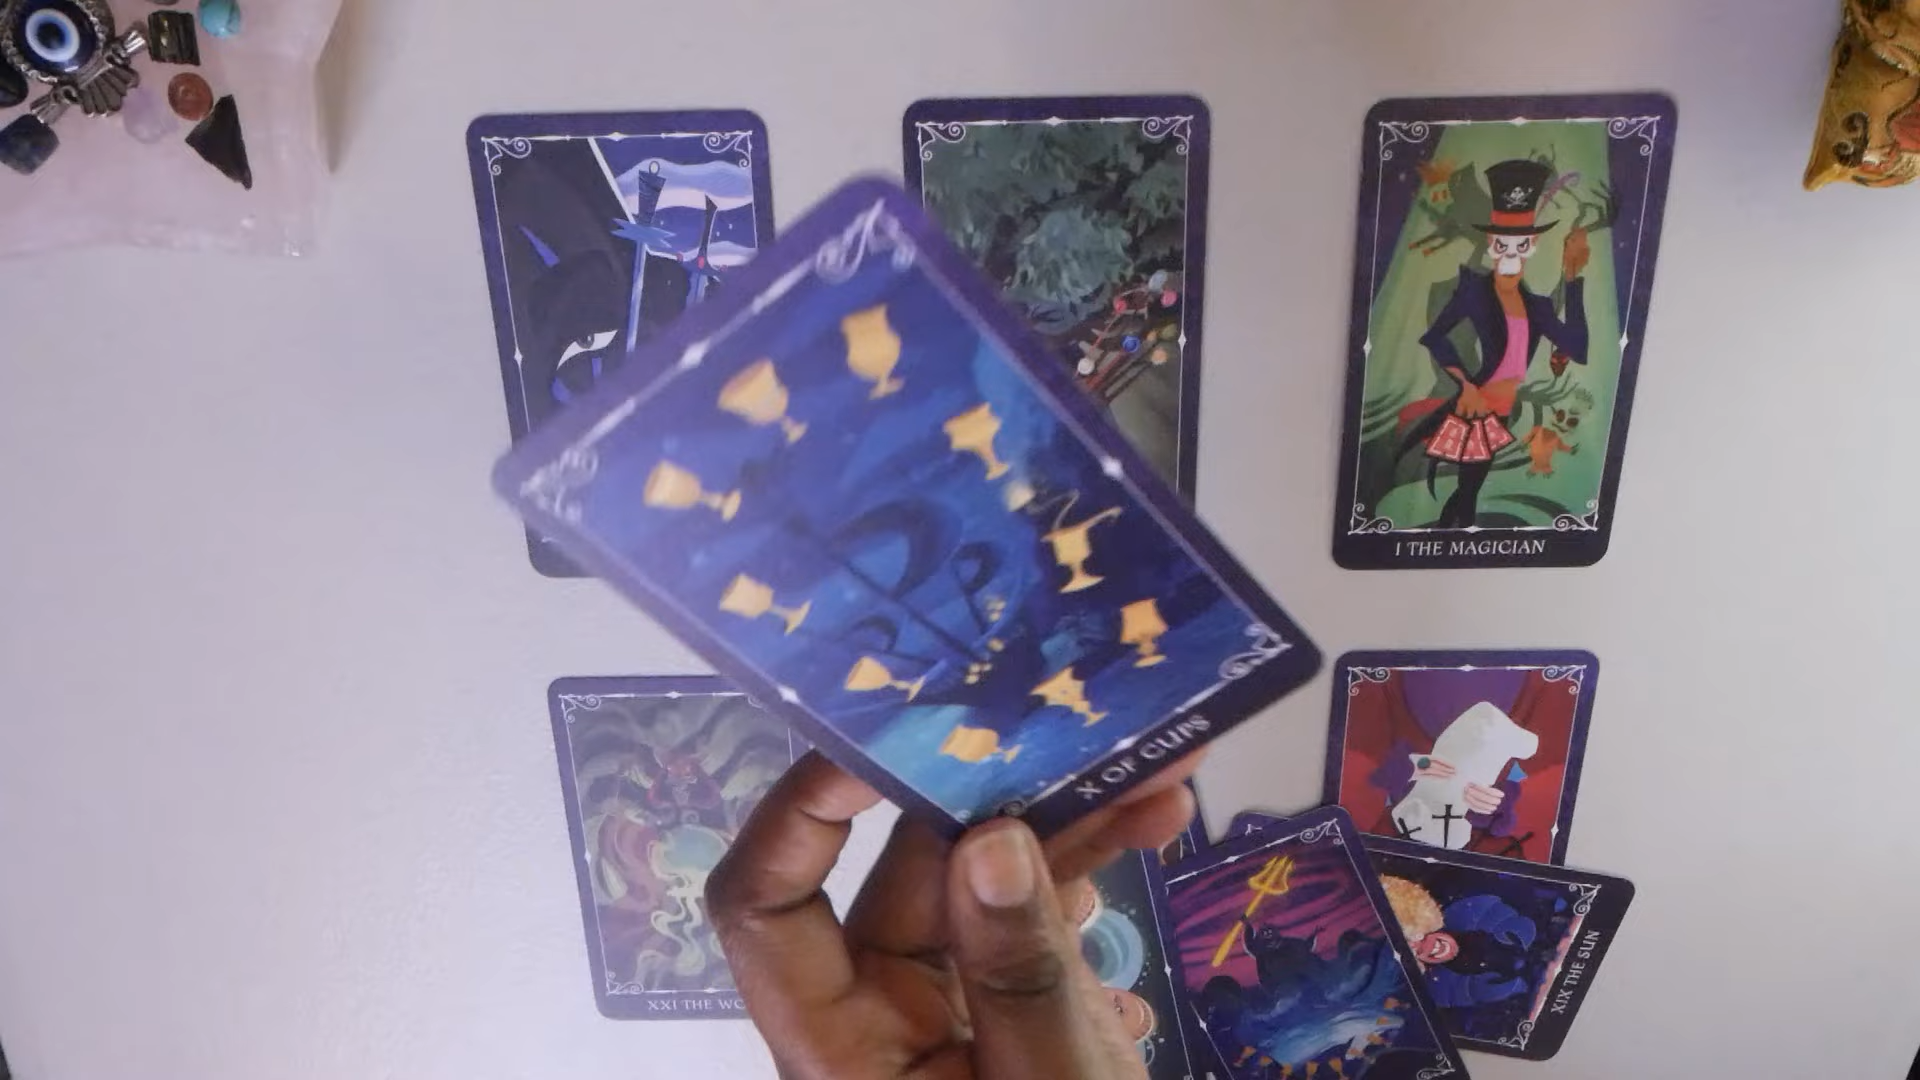 I THE MAGICIAN
X OF CUPS
XXI THE WO
XIX THE SUN